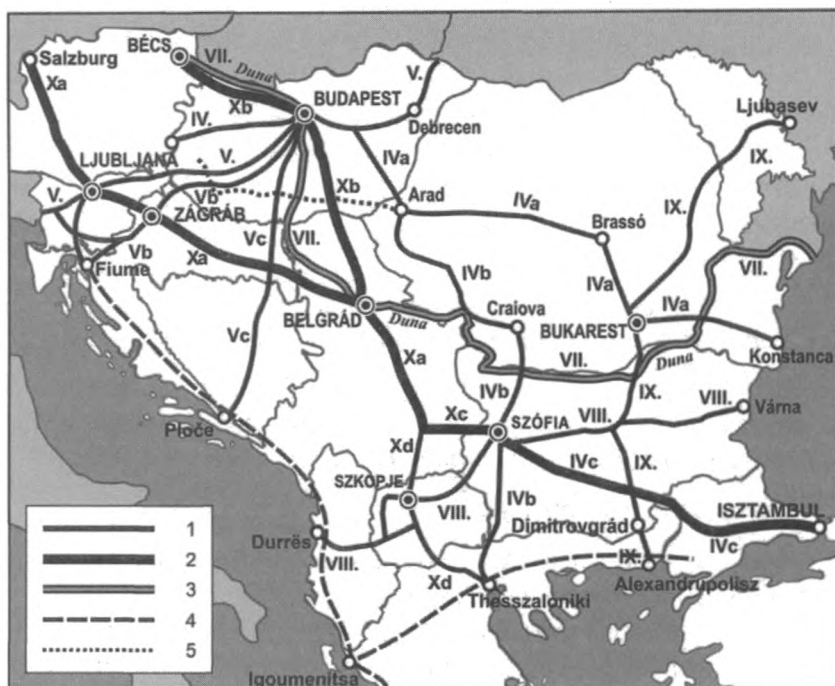 Salzburg
BÉCS
VII.
Duna
V.
Xa
Xb
BUDAPEST
Debrecen
Ljubasev
IV.
LJUBLJANA
V.
IVa
IX.
V.
Vb
Xb
Arad
IVa
IX.
ZÁGRÁB
Brassó
Vb
Vc
VII.
Fiume
Xa
IVb
IVa
VII.
BELGRÁD
Duna
Craiova
BUKAREST
IVa
Vc
Xa
VII.
Duna
Konstanca
IVb
IX.
Ploče
Xc
SZÓFIA
VIII.
VIII.
Várna
Xd
IVc
IX.
SZKOPJE
IVb
ISZTAMBUL
VIII.
Dimitrovgrád
IVc
Durrës
VIII.
Xd
IX.
Thesszaloniki
Alexandrupolisz
Igoumenitsa
1
2
3
4
5